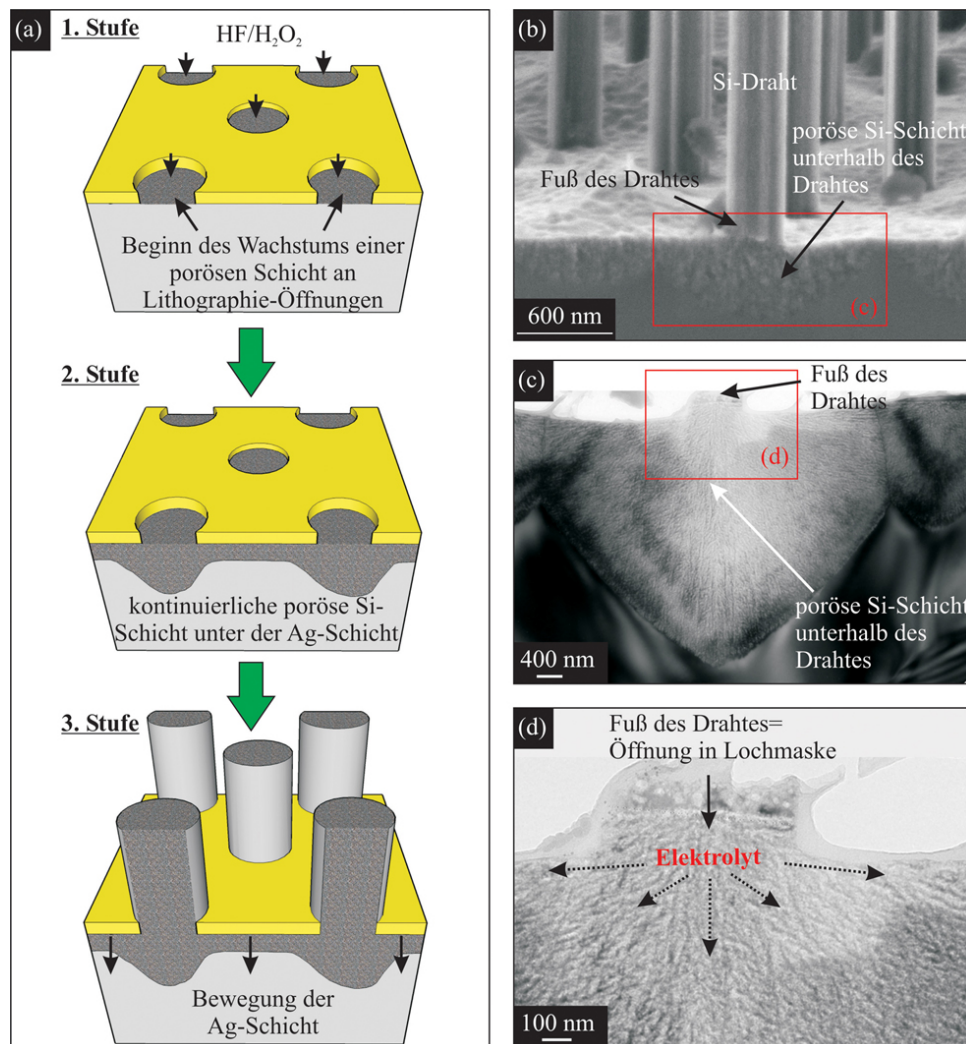 (a)
1. Stufe
HF/H₂O₂
Beginn des Wachstums einer
porösen Schicht an
Lithographie-Öffnungen
2. Stufe
kontinuierliche poröse Si-
Schicht unter der Ag-Schicht
3. Stufe
Bewegung der
Ag-Schicht
(b)
Si-Draht
poröse Si-Schicht
unterhalb des
Drahtes
Fuß des Drahtes
(c)
600 nm
(c)
Fuß des
Drahtes
(d)
poröse Si-Schicht
unterhalb des
Drahtes
400 nm
(d)
Fuß des Drahtes=
Öffnung in Lochmaske
Elektrolyt
100 nm